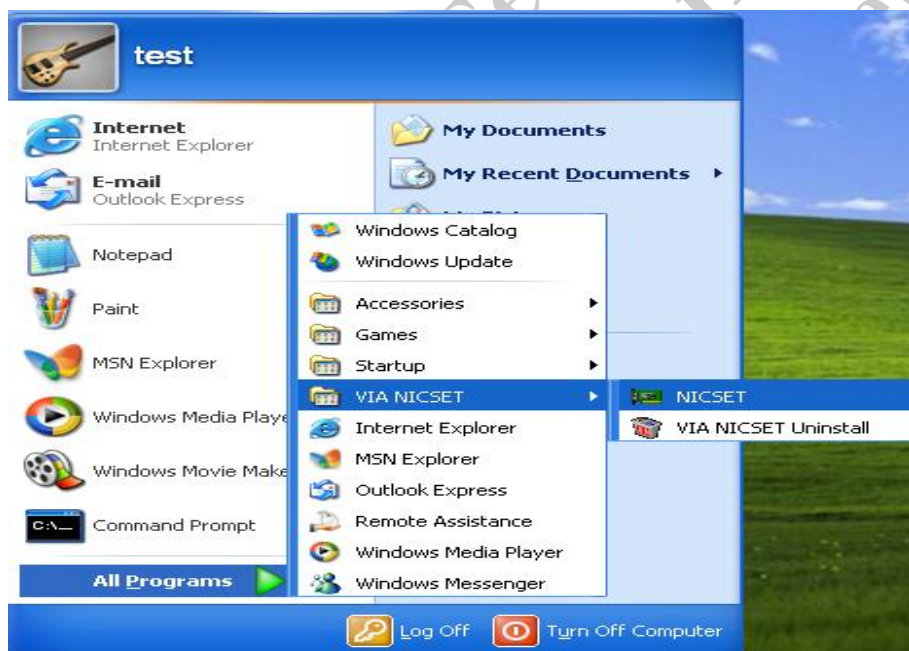 test
Internet
Internet Explorer
E-mail
Outlook Express
Notepad
Paint
MSN Explorer
Windows Media Playe
Windows Movie Make
C:\_
Command Prompt
All Programs
My Documents
My Recent Documents
Windows Catalog
Windows Update
Accessories
Games
Startup
VIA NICSET
Internet Explorer
MSN Explorer
Outlook Express
Remote Assistance
Windows Media Player
Windows Messenger
NICSET
VIA NICSET Uninstall
Log Off
Turn Off Computer